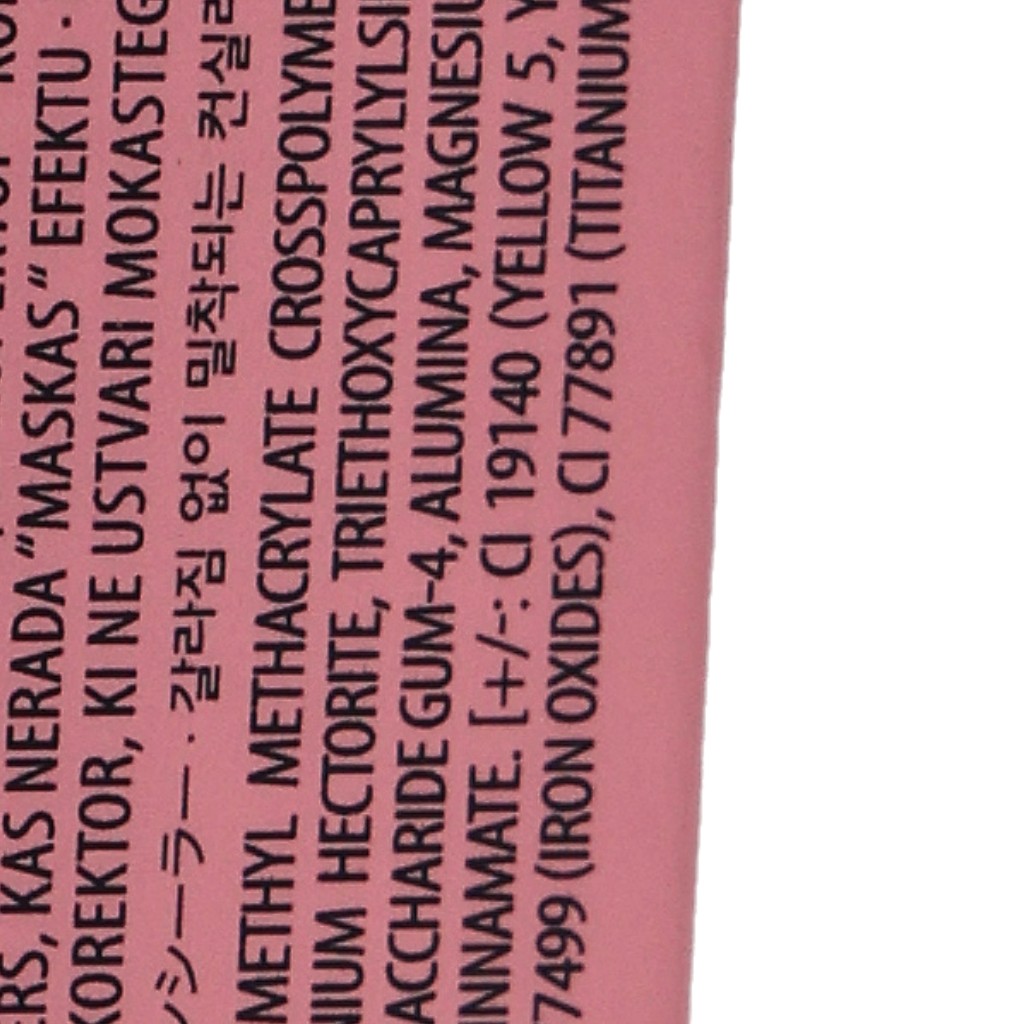 ERS, KAS NERADA “MASKAS” EFEKTU ·
KOREKTOR, KI NE USTVARI MOKASTEG
シーラー · 갈라짐 없이 밀착되는 컨실
METHYL METHACRYLATE CROSSPOLYME
NIUM HECTORITE, TRIETHOXYCAPRYLYLSI
ACCHARIDE GUM-4, ALUMINA, MAGNESIU
INNAMATE. [+/-: CI 19140 (YELLOW 5, Y
7499 (IRON OXIDES), CI 77891 (TITANIUM